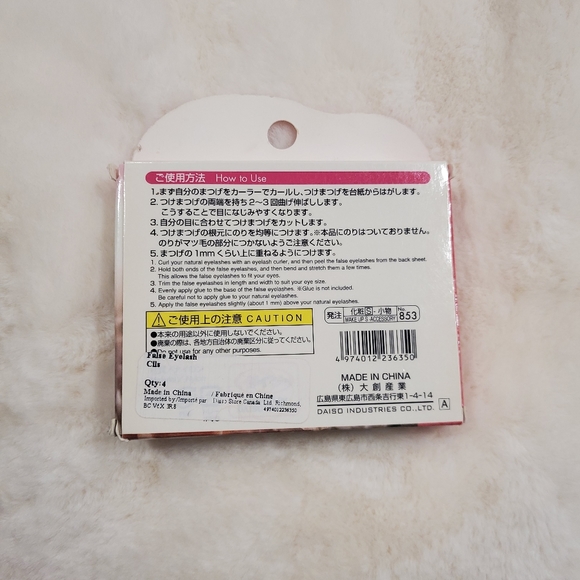 ご使用方法 How to Use
1.まず自分のまつげをカーラーでカールし、つけまつげを台紙からはがします。
2.つけまつげの両端を持ち2〜3回曲げ伸ばしします。
こうすることで目になじみやすくなります。
3.自分の目に合わせてつけまつげをカットします。
4.つけまつげの根元にのりを均等につけます。※本品にのりはついておりません。
のりがマツ毛の部分につかないようご注意ください。
5.まつげの1mmくらい上に重ねるようにつけます。
1. Curl your natural eyelashes with an eyelash curler, and then peel the false eyelashes from the back sheet.
2. Hold both ends of the false eyelashes, and then bend and stretch them a few times.
This allows the false eyelashes to fit your eyes.
3. Trim the false eyelashes in length and width to suit your eye size.
4. Evenly apply glue to the base of the false eyelashes. ※Glue is not included.
Be careful not to apply glue to your natural eyelashes.
5. Apply the false eyelashes slightly (about 1 mm) above your natural eyelashes.
ご使用上の注意 CAUTION
●本来の用途以外に使用しないでください。
●廃棄の際は、各地方自治体の廃棄区分に従ってください。
●Do not use for any other purposes.
False Eyelash
Cils
Qty:4
Made in China / Fabrique en Chine
Imported by/Importé par Daiso Store Canada Ltd. Richmond,
BC V6X 3R8 4974012236350
発注 化粧[S]-小物 No.
MAKE UP S ACCESSORY 853
4 974012 236350
MADE IN CHINA
(株)大創産業
広島県東広島市西条吉行東1-4-14
DAISO INDUSTRIES CO.,LTD. A